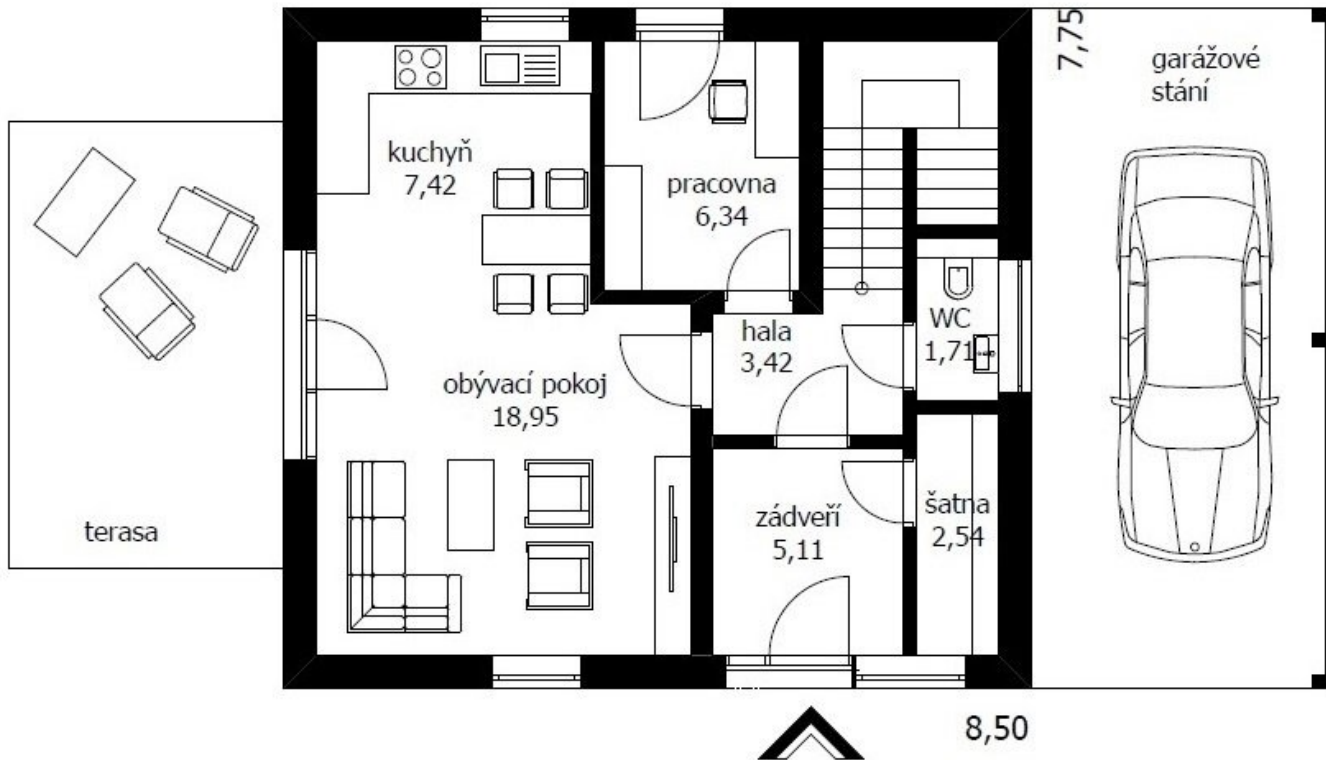 7,75
garážové
stání
kuchyň
7,42
pracovna
6,34
WC
1,71
hala
3,42
obývací pokoj
18,95
terasa
zádveří
5,11
šatna
2,54
8,50